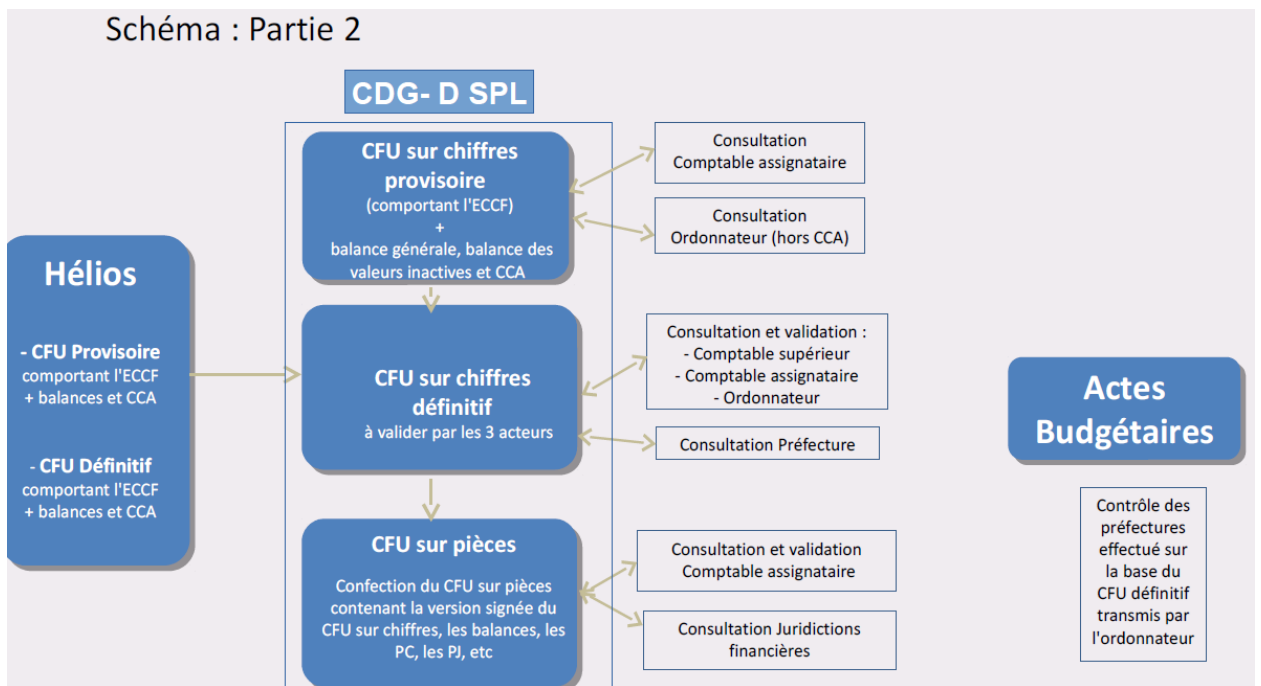 Schéma : Partie 2
CDG- D SPL
Hélios
- CFU Provisoire
comportant l'ECCF
+ balances et CCA
- CFU Définitif
comportant l'ECCF
+ balances et CCA
CFU sur chiffres
provisoire
(comportant l'ECCF)
+
balance générale, balance des
valeurs inactives et CCA
Consultation
Comptable assignataire
Consultation
Ordonnateur (hors CCA)
CFU sur chiffres
définitif
à valider par les 3 acteurs
Consultation et validation :
- Comptable supérieur
- Comptable assignataire
- Ordonnateur
Consultation Préfecture
CFU sur pièces
Confection du CFU sur pièces
contenant la version signée du
CFU sur chiffres, les balances, les
PC, les PJ, etc
Consultation et validation
Comptable assignataire
Consultation Juridictions
financières
Actes
Budgétaires
Contrôle des
préfectures
effectué sur
la base du
CFU définitif
transmis par
l'ordonnateur